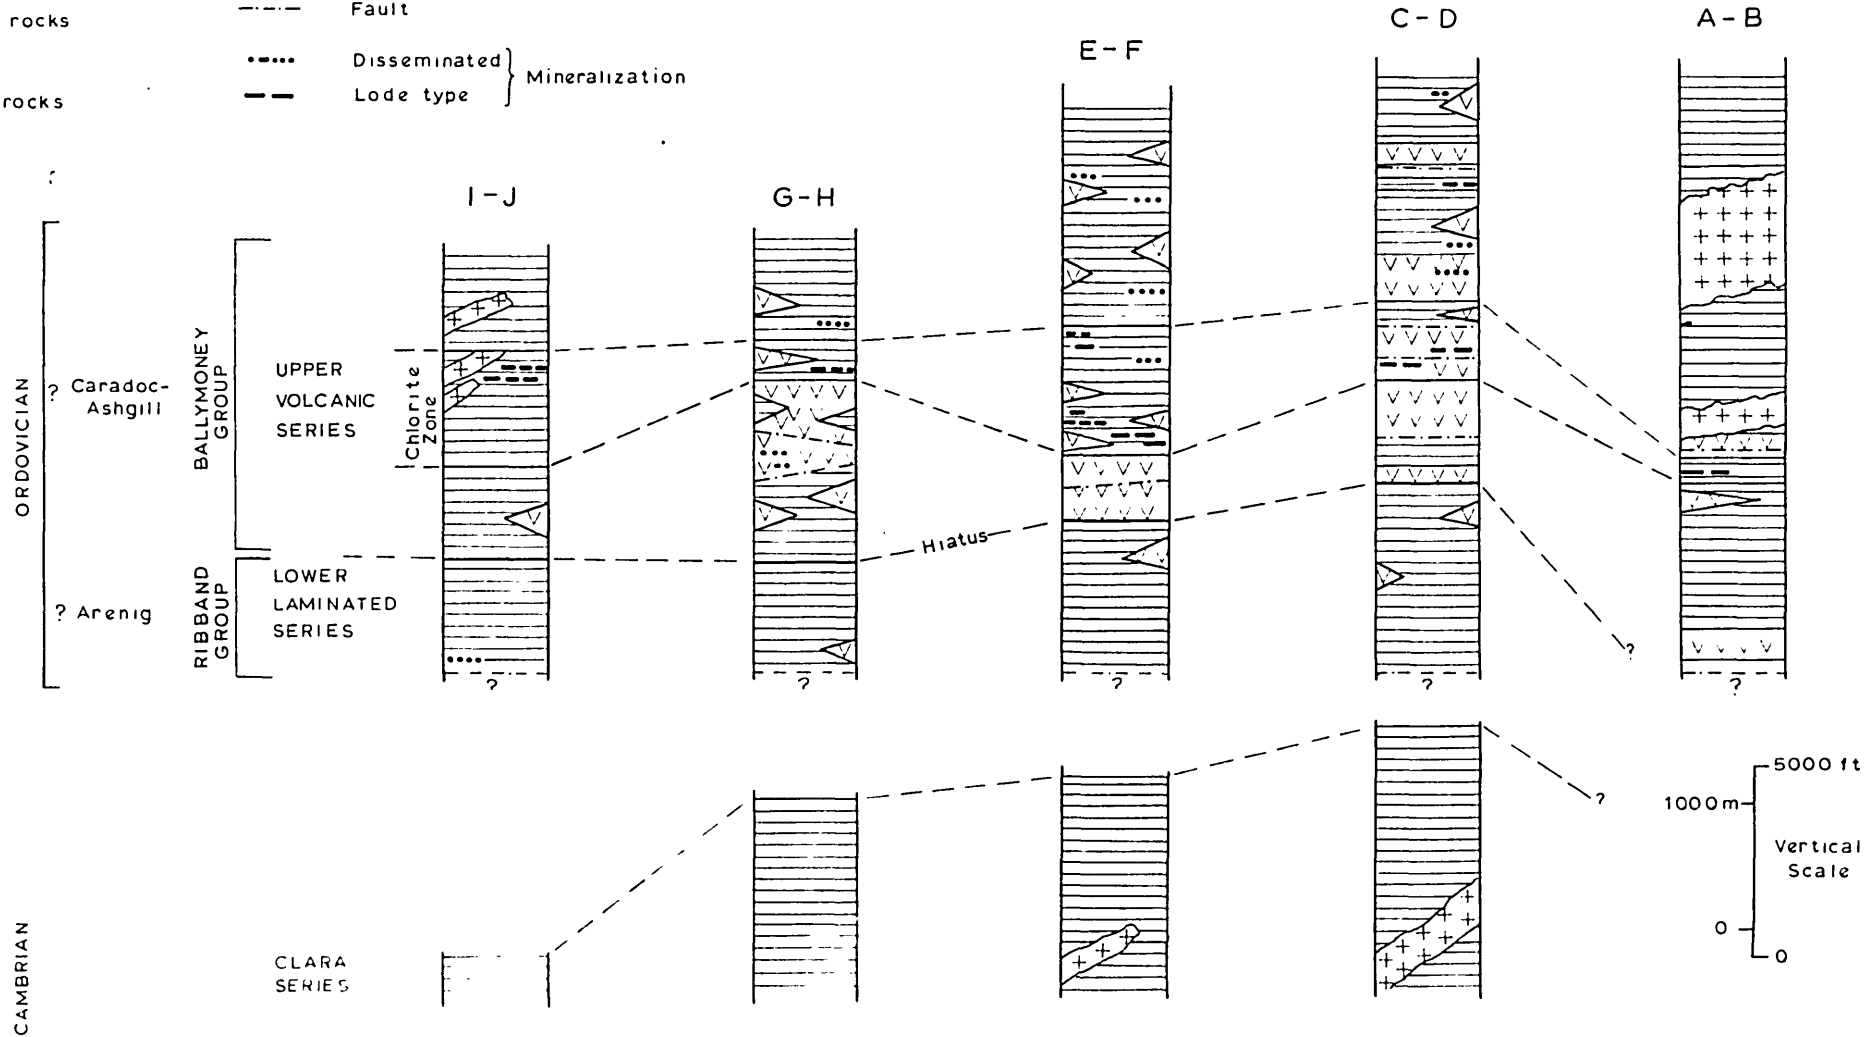 rocks
Fault
Disseminated
Mineralization
rocks
Lode type
C-D
A-B
E-F
I-J
G-H
ORDOVICIAN
? Caradoc-
Ashgill
BALLYMONEY
GROUP
UPPER
VOLCANIC
SERIES
Chlorite
Zone
Hiatus
? Arenig
RIBBAND
GROUP
LOWER
LAMINATED
SERIES
?
?
?
?
?
?
?
CAMBRIAN
CLARA
SERIES
5000 ft
1000m
Vertical
Scale
0
0